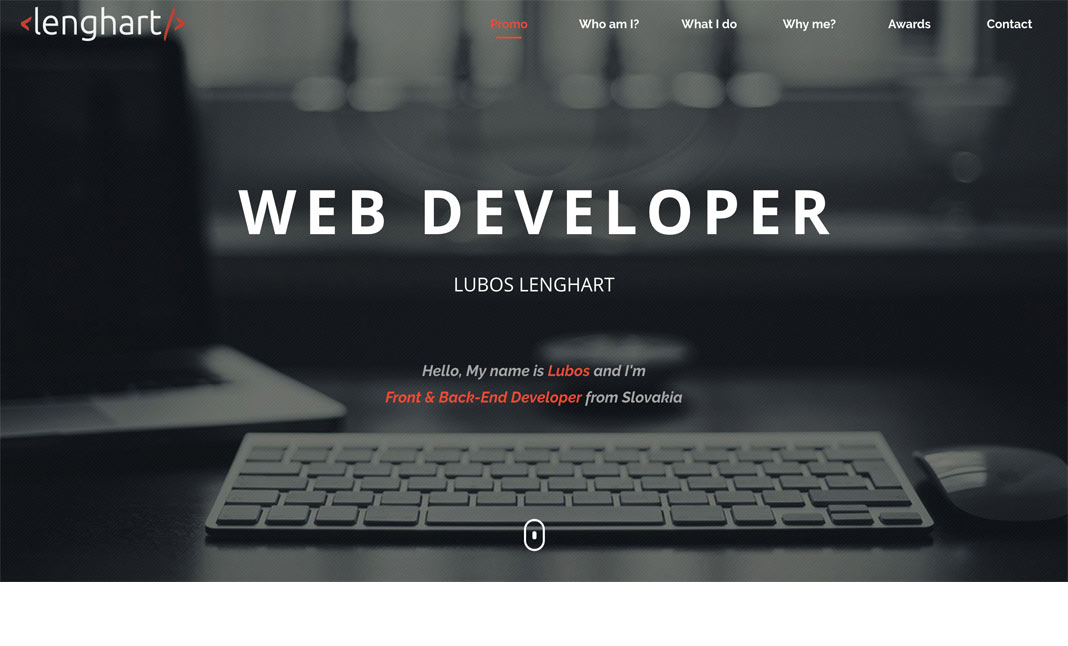 <lenghart/>
Promo Who am I? What I do Why me? Awards Contact
WEB DEVELOPER
LUBOS LENGHART
Hello, My name is Lubos and I'm
Front & Back-End Developer from Slovakia